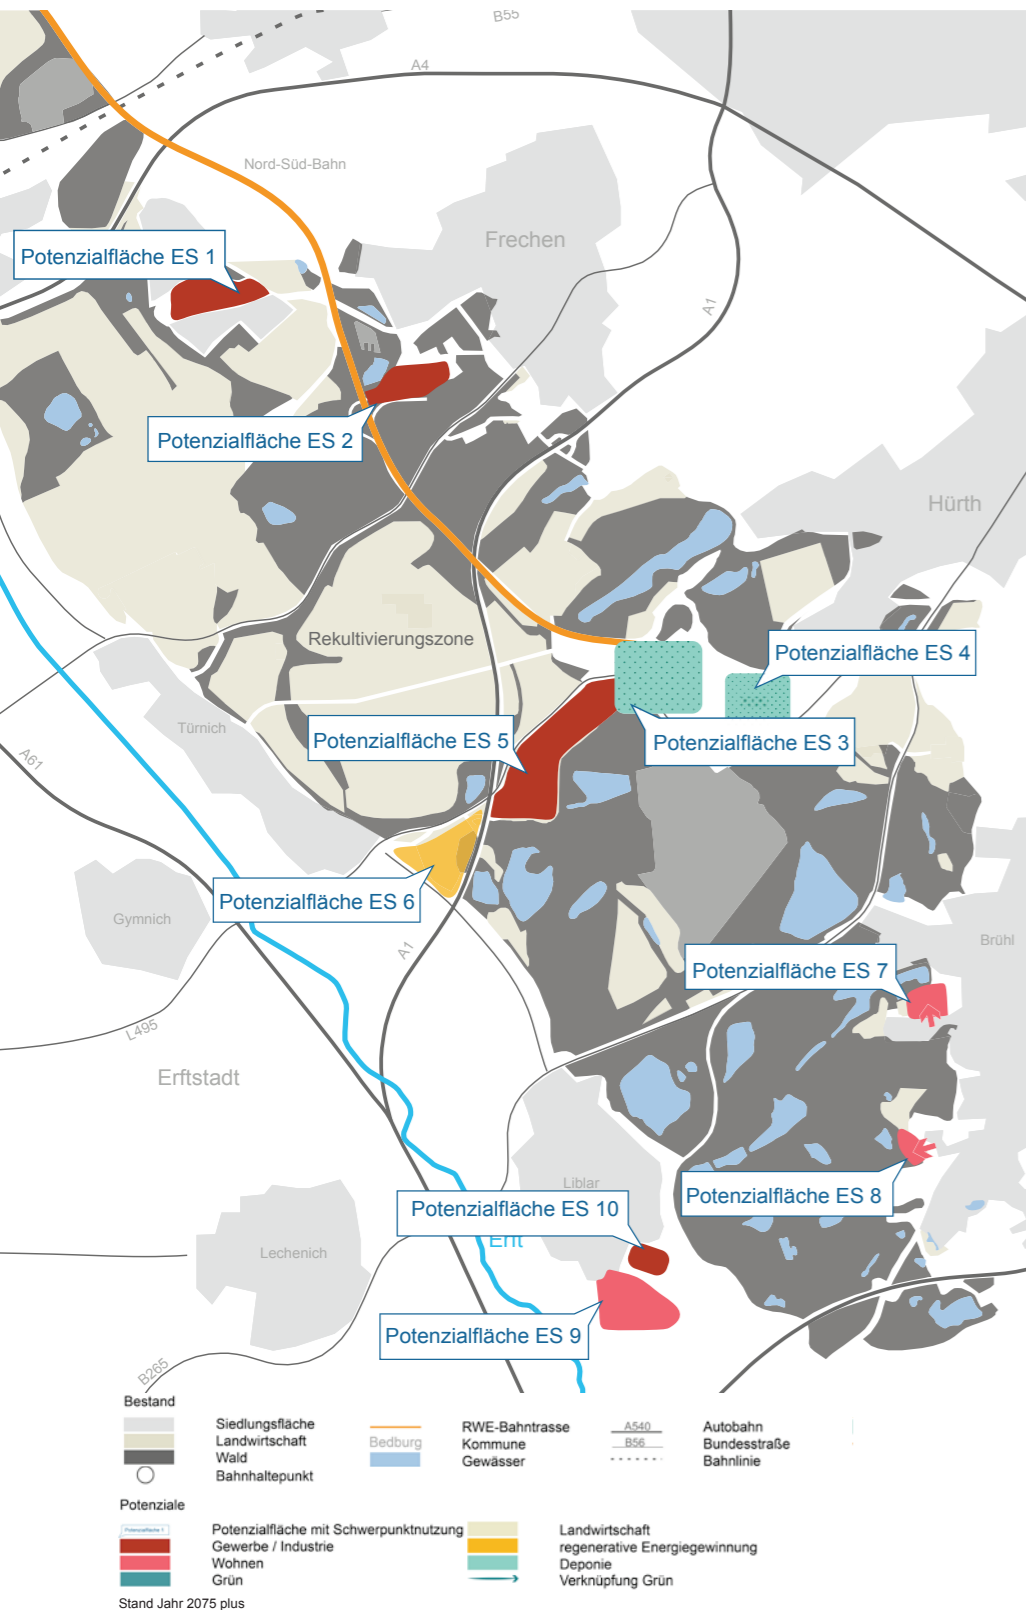 B55
A4
Nord-Süd-Bahn
Frechen
Potenzialfläche ES 1
A1
Potenzialfläche ES 2
Hürth
Rekultivierungszone
Potenzialfläche ES 4
Türnich
Potenzialfläche ES 5
Potenzialfläche ES 3
A61
Potenzialfläche ES 6
Gymnich
Brühl
A1
Potenzialfläche ES 7
L495
Erftstadt
Liblar
Potenzialfläche ES 8
Potenzialfläche ES 10
Erft
Lechenich
Potenzialfläche ES 9
B265
Bestand
Siedlungsfläche
Landwirtschaft
Wald
Bahnhaltepunkt
RWE-Bahntrasse
Bedburg Kommune
Gewässer
A540 Autobahn
B56 Bundesstraße
Bahnlinie
Potenziale
Potenzialfläche 1 Potenzialfläche mit Schwerpunktnutzung
Gewerbe / Industrie
Wohnen
Grün
Landwirtschaft
regenerative Energiegewinnung
Deponie
Verknüpfung Grün
Stand Jahr 2075 plus